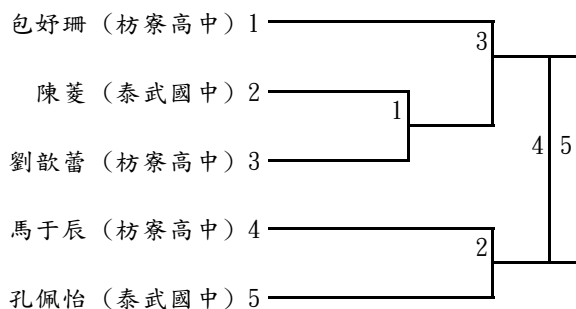 包妤珊（枋寮高中）1
3
陳菱（泰武國中）2
1
劉歆蕾（枋寮高中）3
4 5
馬于辰（枋寮高中）4
2
孔佩怡（泰武國中）5